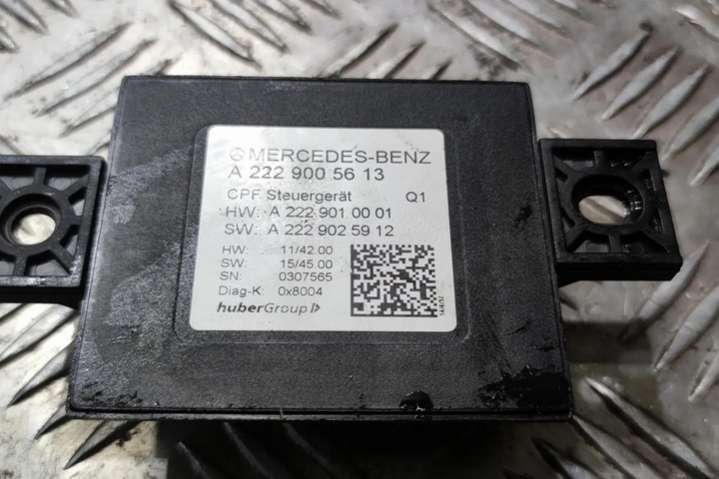 MERCEDES-BENZ
A 222 900 56 13
CPF Steuergerät Q1
HW: A 222 901 00 01
SW: A 222 902 59 12
HW: 11/42.00
SW: 15/45.00
SN: 0307565
Diag-K: 0x8004
huberGroup